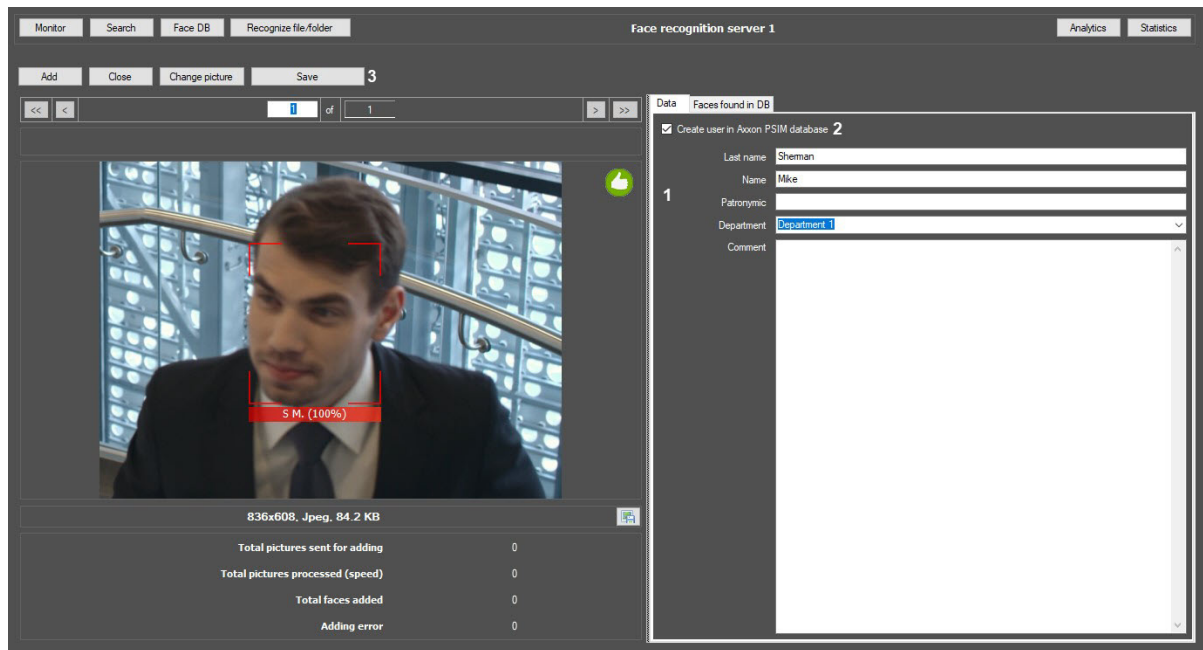 Monitor Search Face DB Recognize file/folder Face recognition server 1 Analytics Statistics
Add Close Change picture Save 3
<< < 1 of 1 > >>
Data Faces found in DB
Create user in Axxon PSIM database 2
Last name Sherman
Name Mike
1
Patronymic
Department Department 1
Comment
S M. (100%)
836x608, Jpeg, 84.2 KB
Total pictures sent for adding 0
Total pictures processed (speed) 0
Total faces added 0
Adding error 0